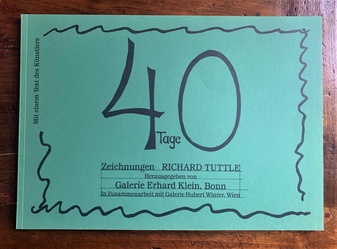 Mit einem Text des Künstlers
40
Tage
Zeichnungen RICHARD TUTTLE
Herausgegeben von
Galerie Erhard Klein, Bonn
In Zusammenarbeit mit Galerie Hubert Winter, Wien